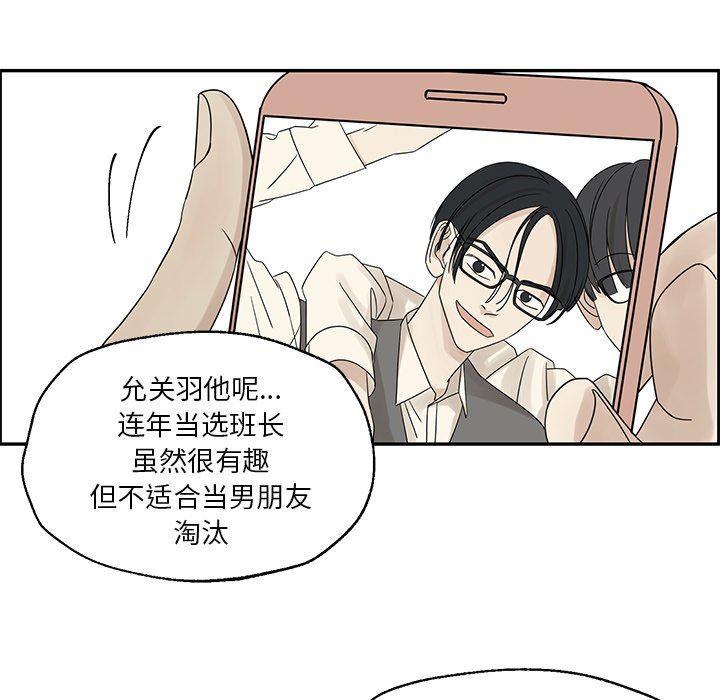 允关羽他呢...
连年当选班长
虽然很有趣
但不适合当男朋友
淘汰